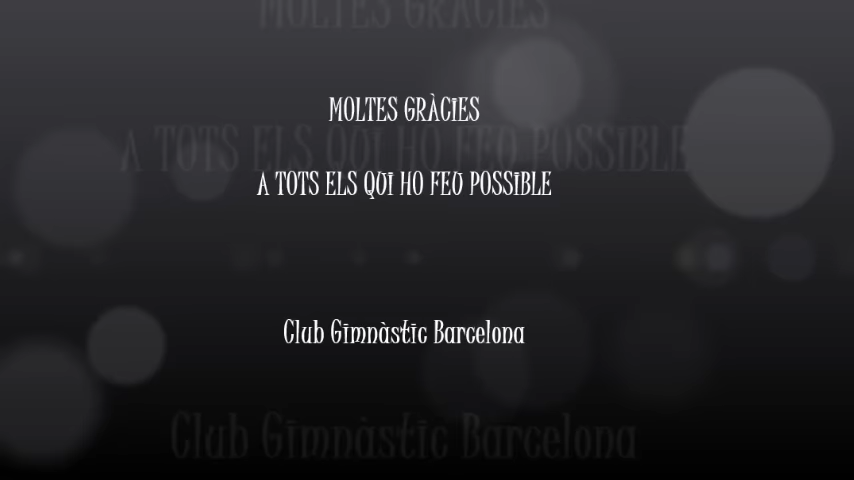 MOLTES GRÀCIES
A TOTS ELS QUI HO FEU POSSIBLE
Club Gimnàstic Barcelona